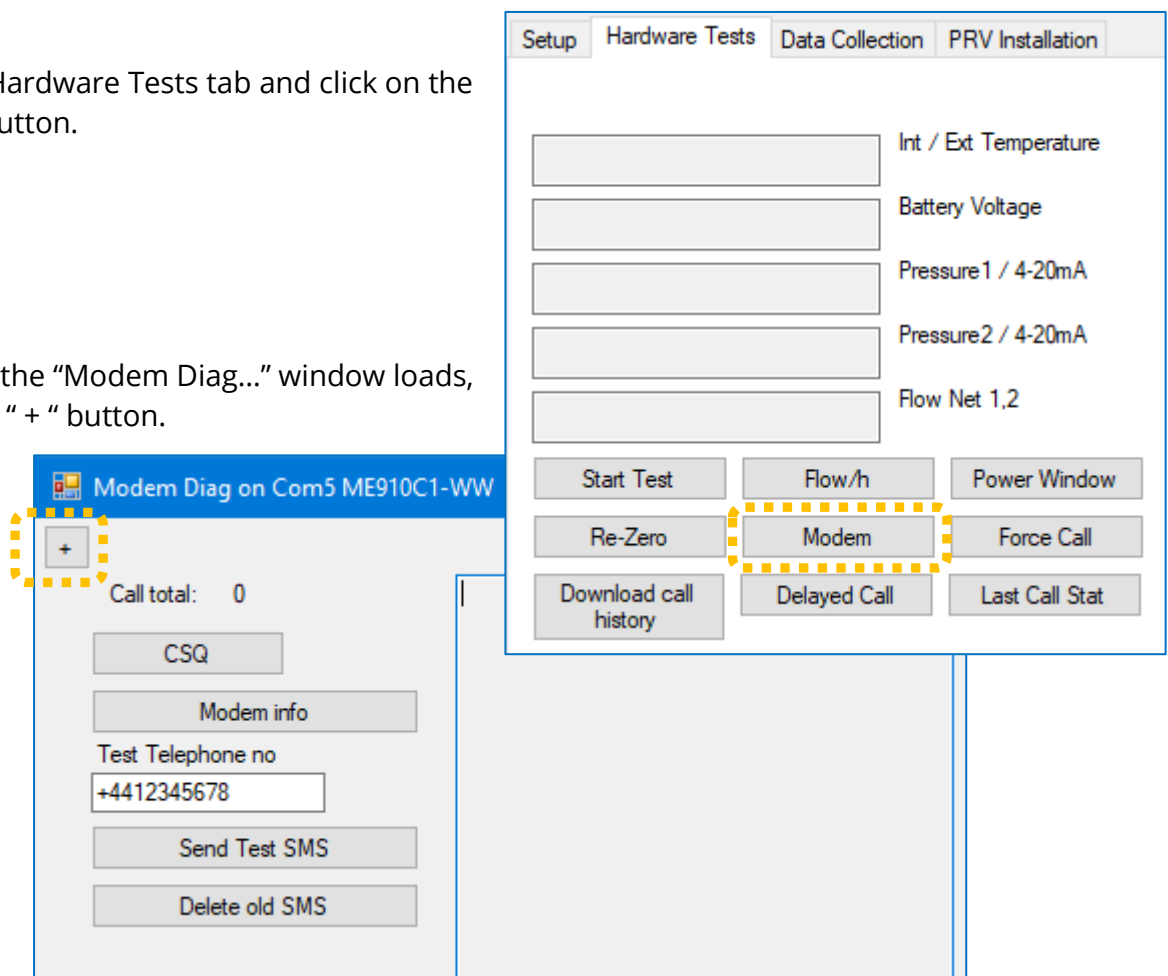 Hardware Tests tab and click on the
button.
the “Modem Diag…” window loads,
“ + “ button.
Setup Hardware Tests Data Collection PRV Installation
Int / Ext Temperature
Battery Voltage
Pressure1 / 4-20mA
Pressure2 / 4-20mA
Flow Net 1,2
Start Test Flow/h Power Window
Re-Zero Modem Force Call
Download call Delayed Call Last Call Stat
history
Modem Diag on Com5 ME910C1-WW
+
Call total: 0
CSQ
Modem info
Test Telephone no
+4412345678
Send Test SMS
Delete old SMS